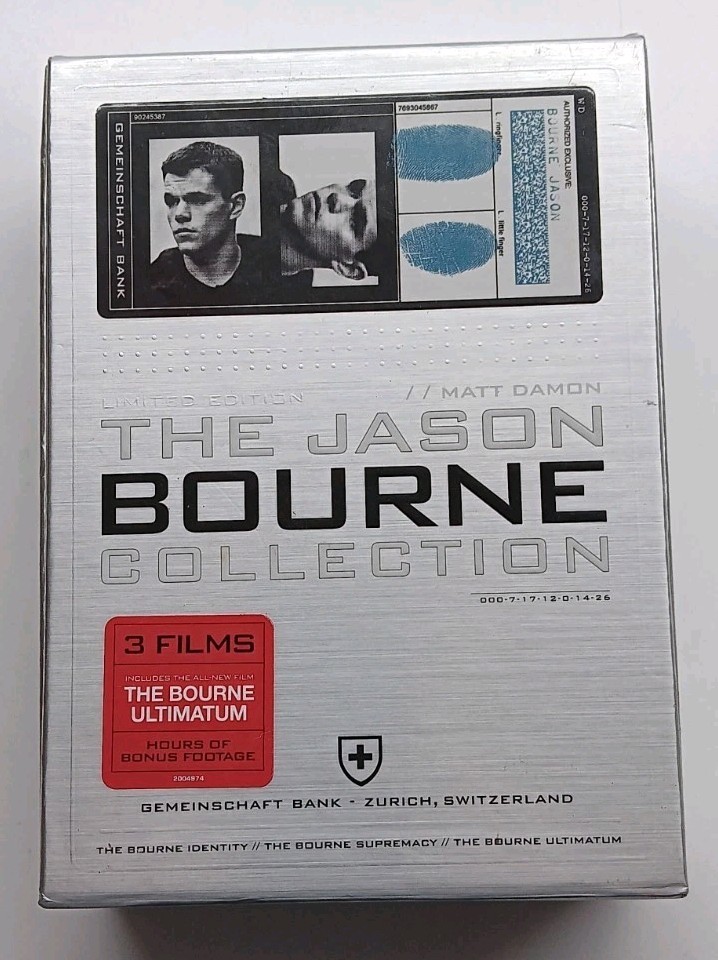 90245387
GEMEINSCHAFT BANK
7693045867
L. ringfinger
L. little finger
AUTHORIZED EXCLUSIVE:
BOURNE JASON
000-7-17-12-0-14-26
LIMITED EDITION
// MATT DAMON
THE JASON
BOURNE
COLLECTION
000-7-17-12-0-14-26
3 FILMS
INCLUDES THE ALL-NEW FILM
THE BOURNE
ULTIMATUM
HOURS OF
BONUS FOOTAGE
2004974
GEMEINSCHAFT BANK - ZURICH, SWITZERLAND
THE BOURNE IDENTITY // THE BOURNE SUPREMACY // THE BOURNE ULTIMATUM